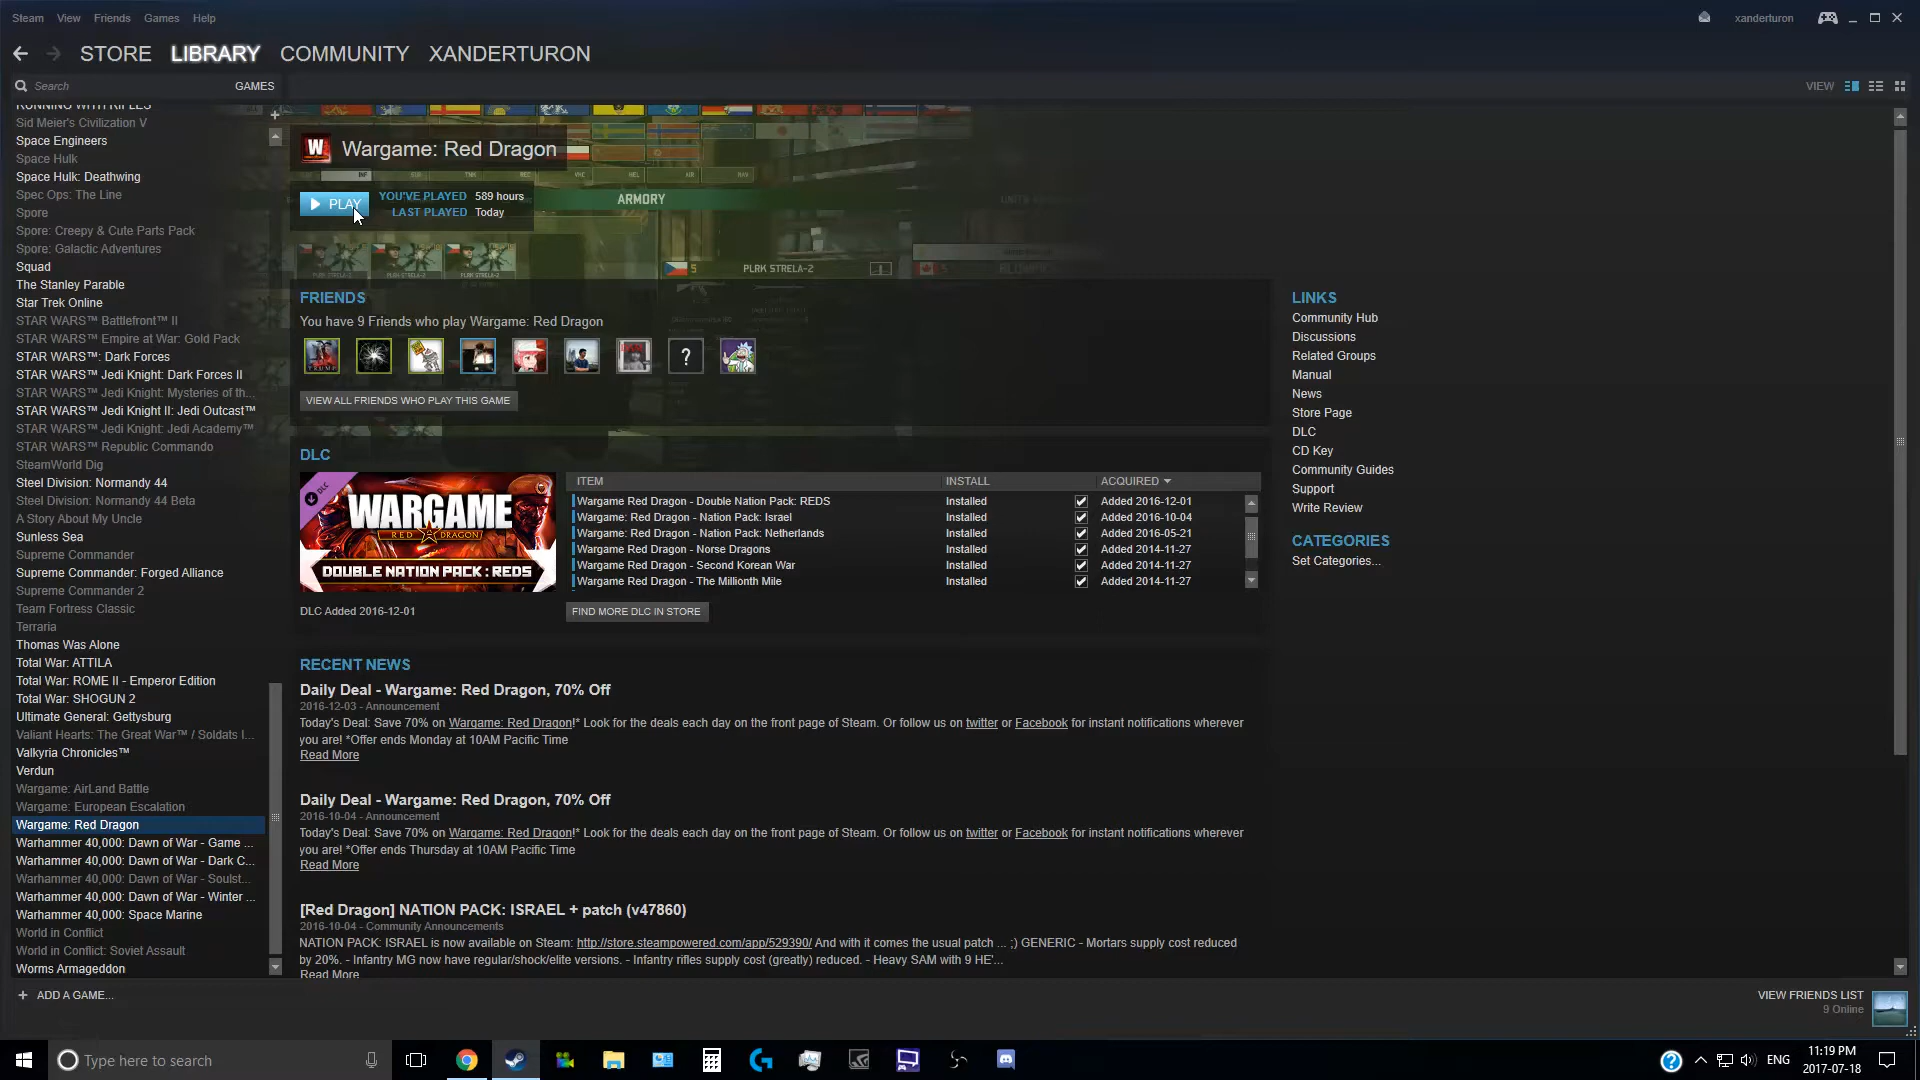 Steam View Friends Games Help
xanderturon
STORE LIBRARY COMMUNITY XANDERTURON
Search GAMES
VIEW
RUNNING WITH RIFLES
Sid Meier's Civilization V
Space Engineers
Space Hulk
Space Hulk: Deathwing
Spec Ops: The Line
Spore
Spore: Creepy & Cute Parts Pack
Spore: Galactic Adventures
Squad
The Stanley Parable
Star Trek Online
STAR WARS™ Battlefront™ II
STAR WARS™ Empire at War: Gold Pack
STAR WARS™: Dark Forces
STAR WARS™ Jedi Knight: Dark Forces II
STAR WARS™ Jedi Knight: Mysteries of th...
STAR WARS™ Jedi Knight II: Jedi Outcast™
STAR WARS™ Jedi Knight: Jedi Academy™
STAR WARS™ Republic Commando
SteamWorld Dig
Steel Division: Normandy 44
Steel Division: Normandy 44 Beta
A Story About My Uncle
Sunless Sea
Supreme Commander
Supreme Commander: Forged Alliance
Supreme Commander 2
Team Fortress Classic
Terraria
Thomas Was Alone
Total War: ATTILA
Total War: ROME II - Emperor Edition
Total War: SHOGUN 2
Ultimate General: Gettysburg
Valiant Hearts: The Great War™ / Soldats I...
Valkyria Chronicles™
Verdun
Wargame: AirLand Battle
Wargame: European Escalation
Wargame: Red Dragon
Warhammer 40,000: Dawn of War - Game ...
Warhammer 40,000: Dawn of War - Dark C...
Warhammer 40,000: Dawn of War - Soulst...
Warhammer 40,000: Dawn of War - Winter ...
Warhammer 40,000: Space Marine
World in Conflict
World in Conflict: Soviet Assault
Worms Armageddon
+ ADD A GAME...
W Wargame: Red Dragon
PLAY YOU'VE PLAYED 589 hours
LAST PLAYED Today
ARMORY
5 PLRK STRELA-2
FRIENDS
You have 9 Friends who play Wargame: Red Dragon
TRUMP ?
VIEW ALL FRIENDS WHO PLAY THIS GAME
DLC
DLC
WARGAME
RED DRAGON
DOUBLE NATION PACK : REDS
DLC Added 2016-12-01
ITEM INSTALL ACQUIRED
Wargame Red Dragon - Double Nation Pack: REDS Installed Added 2016-12-01
Wargame: Red Dragon - Nation Pack: Israel Installed Added 2016-10-04
Wargame: Red Dragon - Nation Pack: Netherlands Installed Added 2016-05-21
Wargame Red Dragon - Norse Dragons Installed Added 2014-11-27
Wargame Red Dragon - Second Korean War Installed Added 2014-11-27
Wargame Red Dragon - The Millionth Mile Installed Added 2014-11-27
FIND MORE DLC IN STORE
RECENT NEWS
Daily Deal - Wargame: Red Dragon, 70% Off
2016-12-03 - Announcement
Today's Deal: Save 70% on Wargame: Red Dragon!* Look for the deals each day on the front page of Steam. Or follow us on twitter or Facebook for instant notifications wherever
you are! *Offer ends Monday at 10AM Pacific Time
Read More
Daily Deal - Wargame: Red Dragon, 70% Off
2016-10-04 - Announcement
Today's Deal: Save 70% on Wargame: Red Dragon!* Look for the deals each day on the front page of Steam. Or follow us on twitter or Facebook for instant notifications wherever
you are! *Offer ends Thursday at 10AM Pacific Time
Read More
[Red Dragon] NATION PACK: ISRAEL + patch (v47860)
2016-10-04 - Community Announcements
NATION PACK: ISRAEL is now available on Steam: http://store.steampowered.com/app/529390/ And with it comes the usual patch ... ;) GENERIC - Mortars supply cost reduced
by 20%. - Infantry MG now have regular/shock/elite versions. - Infantry rifles supply cost (greatly) reduced. - Heavy SAM with 9 HE'...
Read More
LINKS
Community Hub
Discussions
Related Groups
Manual
News
Store Page
DLC
CD Key
Community Guides
Support
Write Review
CATEGORIES
Set Categories...
VIEW FRIENDS LIST
9 Online
Type here to search
ENG
11:19 PM
2017-07-18